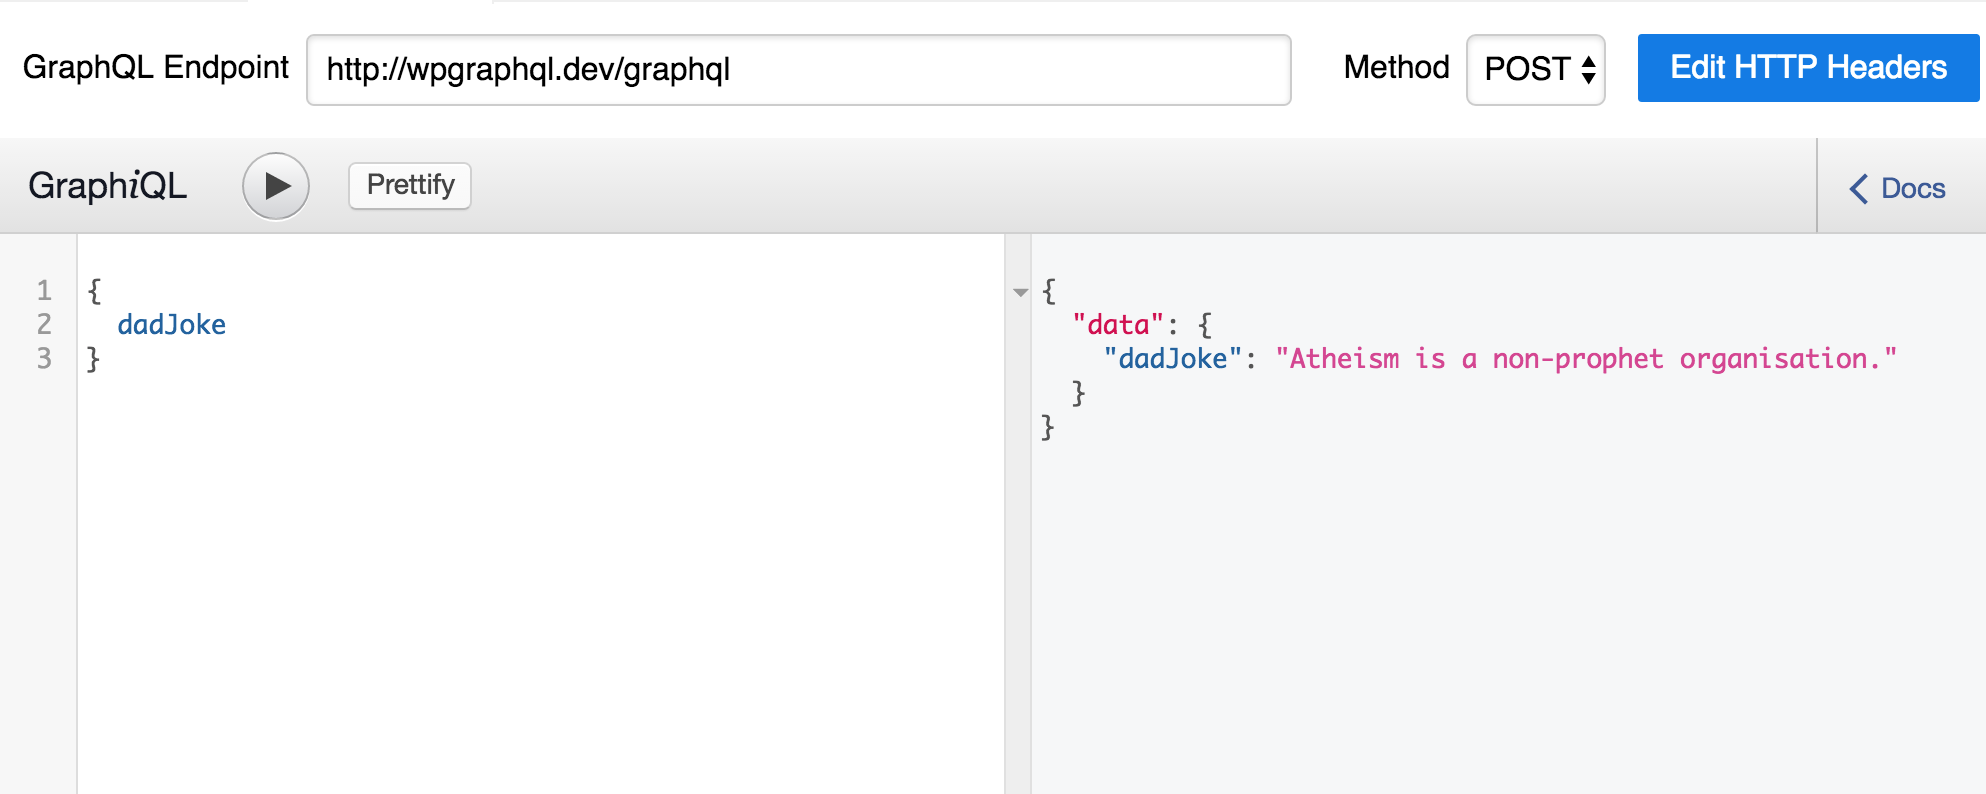 GraphQL Endpoint http://wpgraphql.dev/graphql Method POST Edit HTTP Headers
GraphiQL Prettify Docs
1 {
2 dadJoke
3 }
{
"data": {
"dadJoke": "Atheism is a non-prophet organisation."
}
}